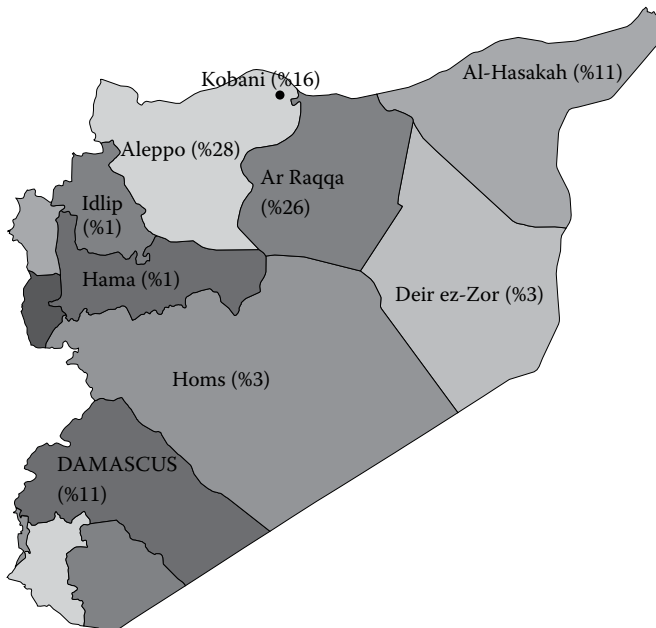 Al-Hasakah (%11)
Kobani (%16)
Aleppo (%28)
Ar Raqqa
(%26)
Idlip
(%1)
Hama (%1)
Deir ez-Zor (%3)
Homs (%3)
DAMASCUS
(%11)